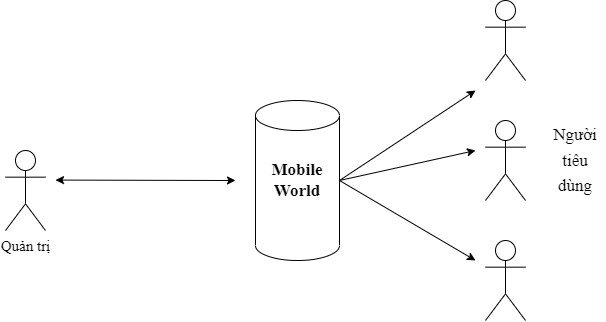 Mobile
World
Người
tiêu
dùng
Quản trị